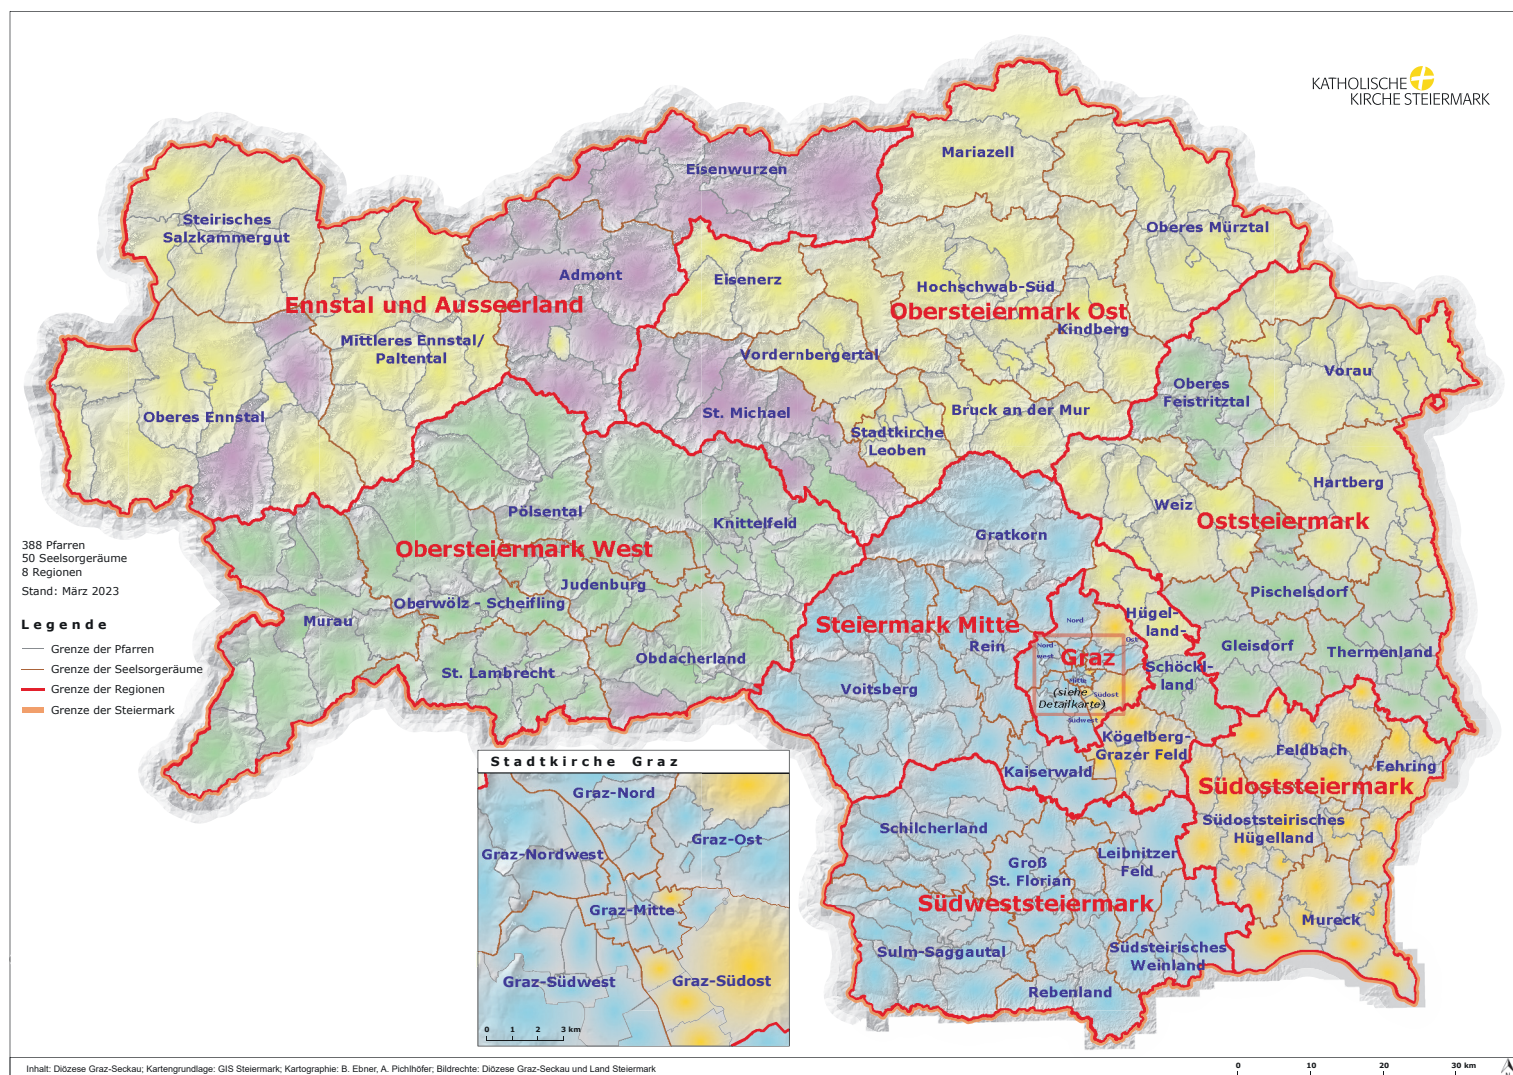 KATHOLISCHE
KIRCHE STEIERMARK
Mariazell
Eisenwurzen
Steirisches
Salzkammergut
Oberes Mürztal
Admont
Eisenerz
Hochschwab-Süd
Ennstal und Ausseerland
Obersteiermark Ost
Kindberg
Mittleres Ennstal/
Paltental
Vordernbergertal
Vorau
Oberes
Feistritztal
Oberes Ennstal
St. Michael
Bruck an der Mur
Stadtkirche
Leoben
Hartberg
Weiz
Pölsental
Knittelfeld
Oststeiermark
Gratkorn
Obersteiermark West
388 Pfarren
50 Seelsorgeräume
8 Regionen
Stand: März 2023
Judenburg
Pischelsdorf
Oberwölz - Scheifling
Murau
Hügel-
land-
Schöckl-
land
Legende
Grenze der Pfarren
Grenze der Seelsorgeräume
Grenze der Regionen
Grenze der Steiermark
Steiermark Mitte
Rein
Nord
Ost
Nord
west
Graz
Mitte
Südost
(siehe
Detailkarte)
Südwest
Gleisdorf
Thermenland
Obdacherland
St. Lambrecht
Voitsberg
Kögelberg-
Grazer Feld
Kaiserwald
Feldbach
Fehring
Südoststeiermark
Südoststeirisches
Hügelland
Schilcherland
Leibnitzer
Feld
Groß
St. Florian
Südweststeiermark
Mureck
Sulm-Saggautal
Südsteirisches
Weinland
Rebenland
Stadtkirche Graz
Graz-Nord
Graz-Ost
Graz-Nordwest
Graz-Mitte
Graz-Südwest
Graz-Südost
0 1 2 3 km
0 10 20 30 km
N
Inhalt: Diözese Graz-Seckau; Kartengrundlage: GIS Steiermark; Kartographie: B. Ebner, A. Pichlhöfer; Bildrechte: Diözese Graz-Seckau und Land Steiermark